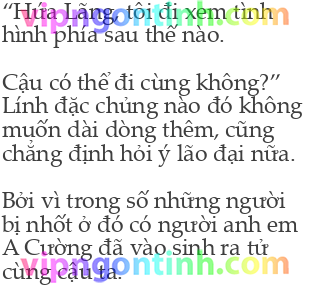 “Hứa Lãng, tôi đi xem tình
vipngontinh.com
hình phía sau thế nào.
Cậu có thể đi cùng không?”
Lính đặc chủng nào đó không
muốn dài dòng thêm, cũng
chẳng định hỏi ý lão đại nữa.
Bởi vì trong số những người
bị nhốt ở đó có người anh em
A Cường đã vào sinh ra tử
vipngontinh.com
cùng cậu ta.